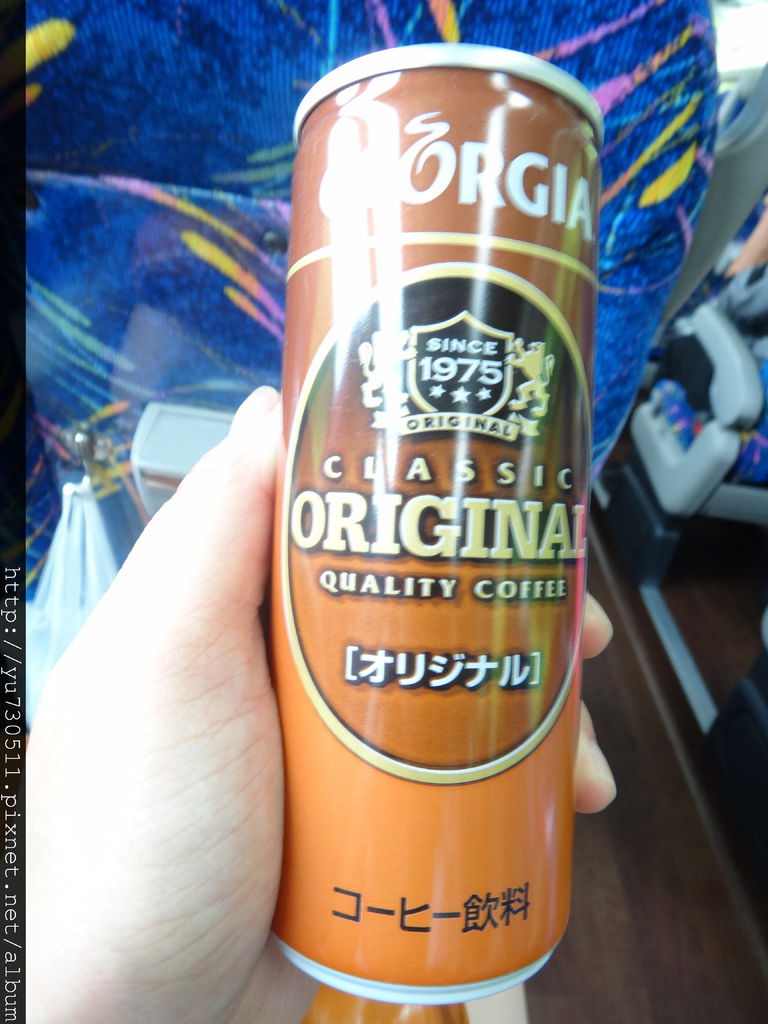 GEORGIA
SINCE
1975
ORIGINAL
CLASSIC
ORIGINAL
QUALITY COFFEE
[オリジナル]
コーヒー飲料
http://yu730511.pixnet.net/album